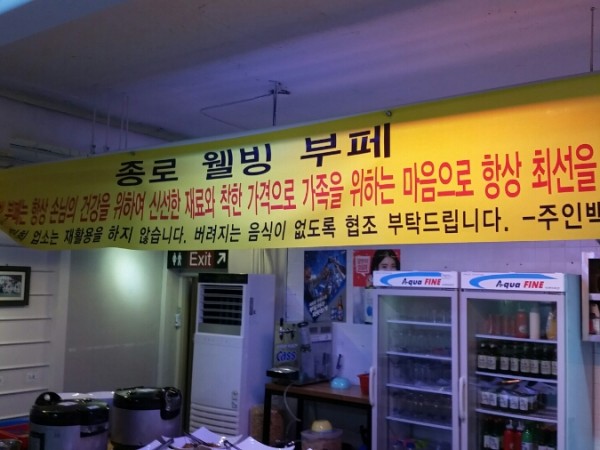 종로 웰빙 부페
부페는 항상 손님의 건강을 위하여 신선한 재료와 착한 가격으로 가족을 위하는 마음으로 항상 최선을
업소는 재활용을 하지 않습니다. 버려지는 음식이 없도록 협조 부탁드립니다. -주인백
Exit
Aqua FINE
Aqua FINE
Cass